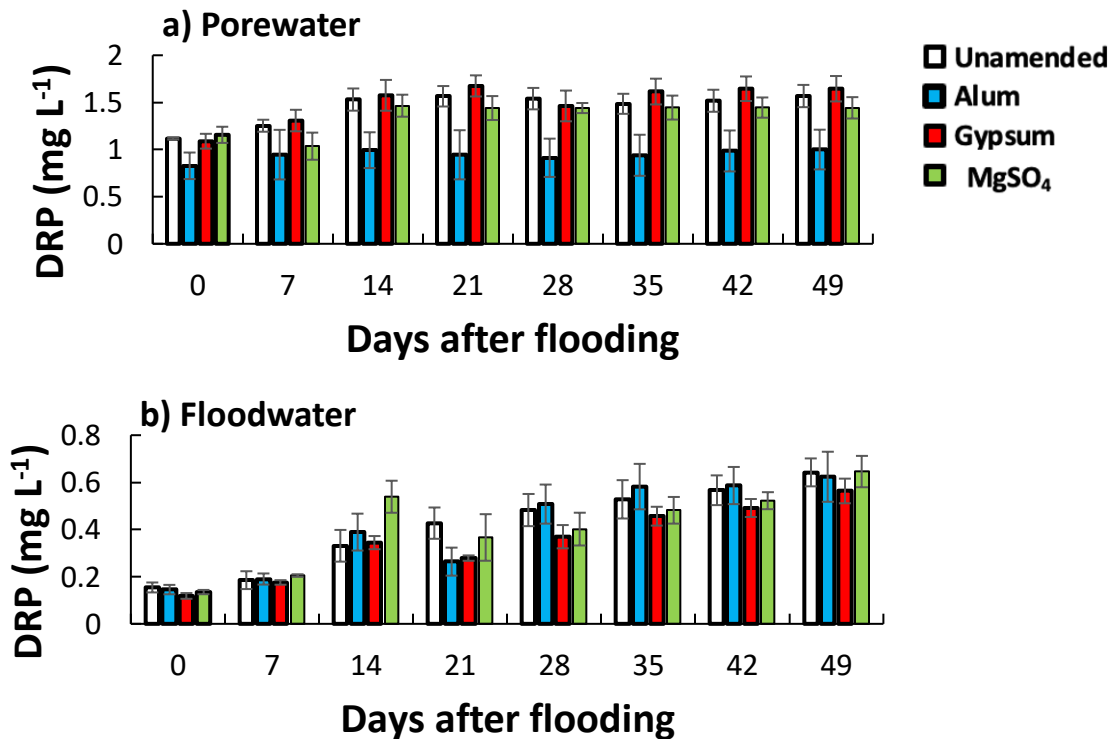 a) Porewater
DRP (mg L⁻¹)
2
1.5
1
0.5
0
0 7 14 21 28 35 42 49
Days after flooding
Unamended
Alum
Gypsum
MgSO₄
b) Floodwater
DRP (mg L⁻¹)
0.8
0.6
0.4
0.2
0
0 7 14 21 28 35 42 49
Days after flooding